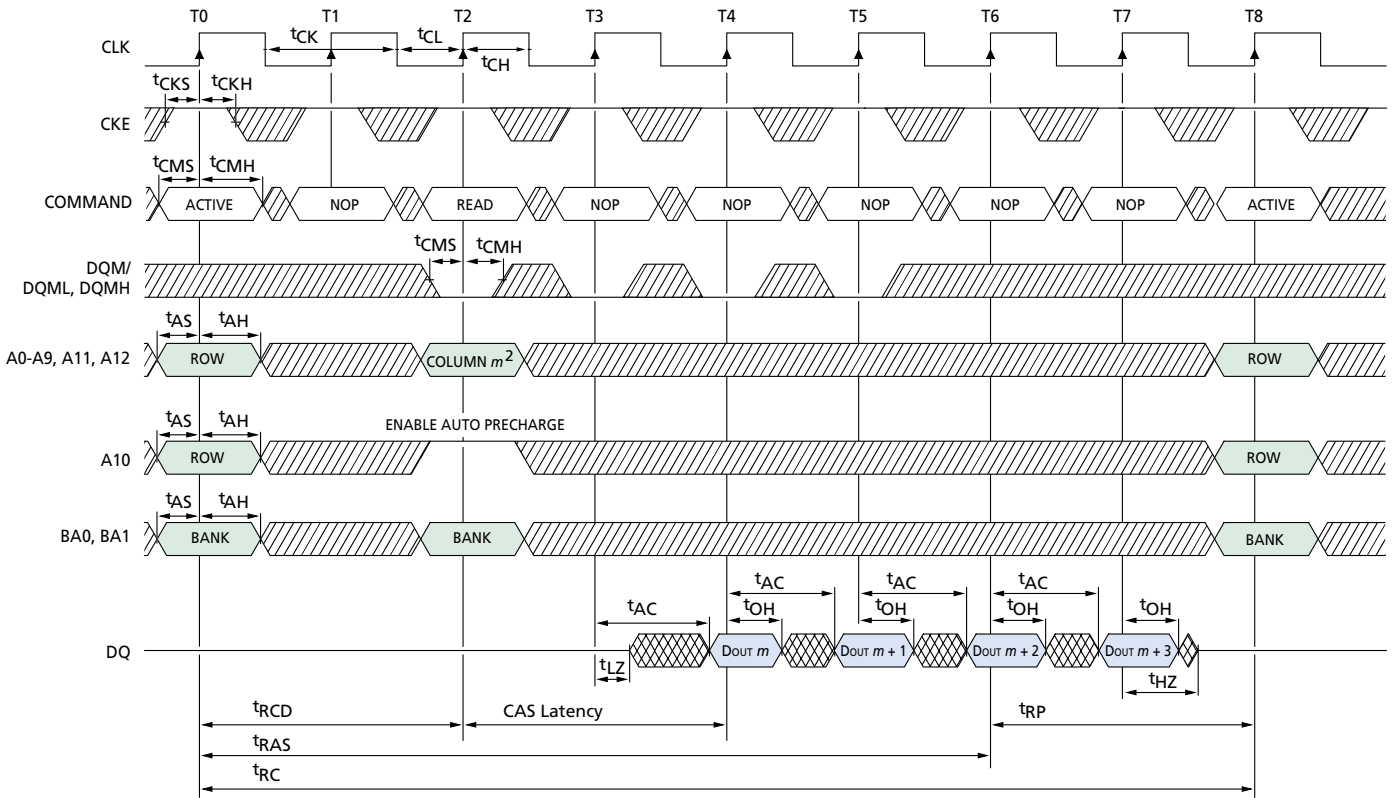 T0 T1 T2 T3 T4 T5 T6 T7 T8
CLK
tCK tCL
tCH
tCKS tCKH
CKE
tCMS tCMH
COMMAND ACTIVE NOP READ NOP NOP NOP NOP NOP ACTIVE
tCMS tCMH
DQM/
DQML, DQMH
tAS tAH
A0-A9, A11, A12 ROW COLUMN m2 ROW
ENABLE AUTO PRECHARGE
tAS tAH
A10 ROW ROW
tAS tAH
BA0, BA1 BANK BANK BANK
tAC tAC tAC
tAC tOH tOH tOH tOH
DQ DOUT m DOUT m + 1 DOUT m + 2 DOUT m + 3
tLZ tHZ
tRCD CAS Latency tRP
tRAS
tRC